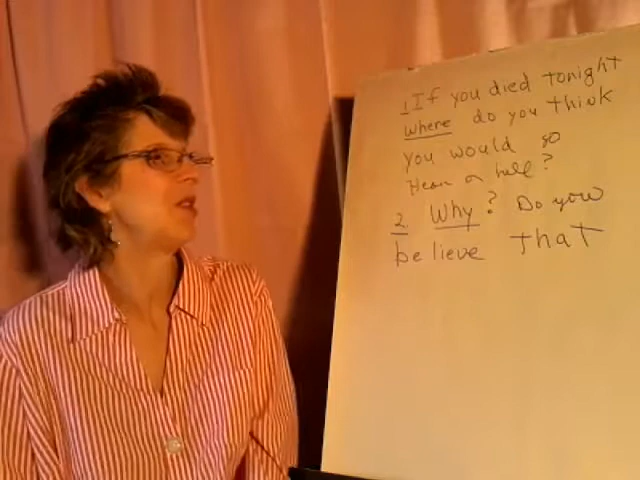 1 If you died tonight
where do you think
you would go
Heaven or hell?
2. Why? Do you
believe that